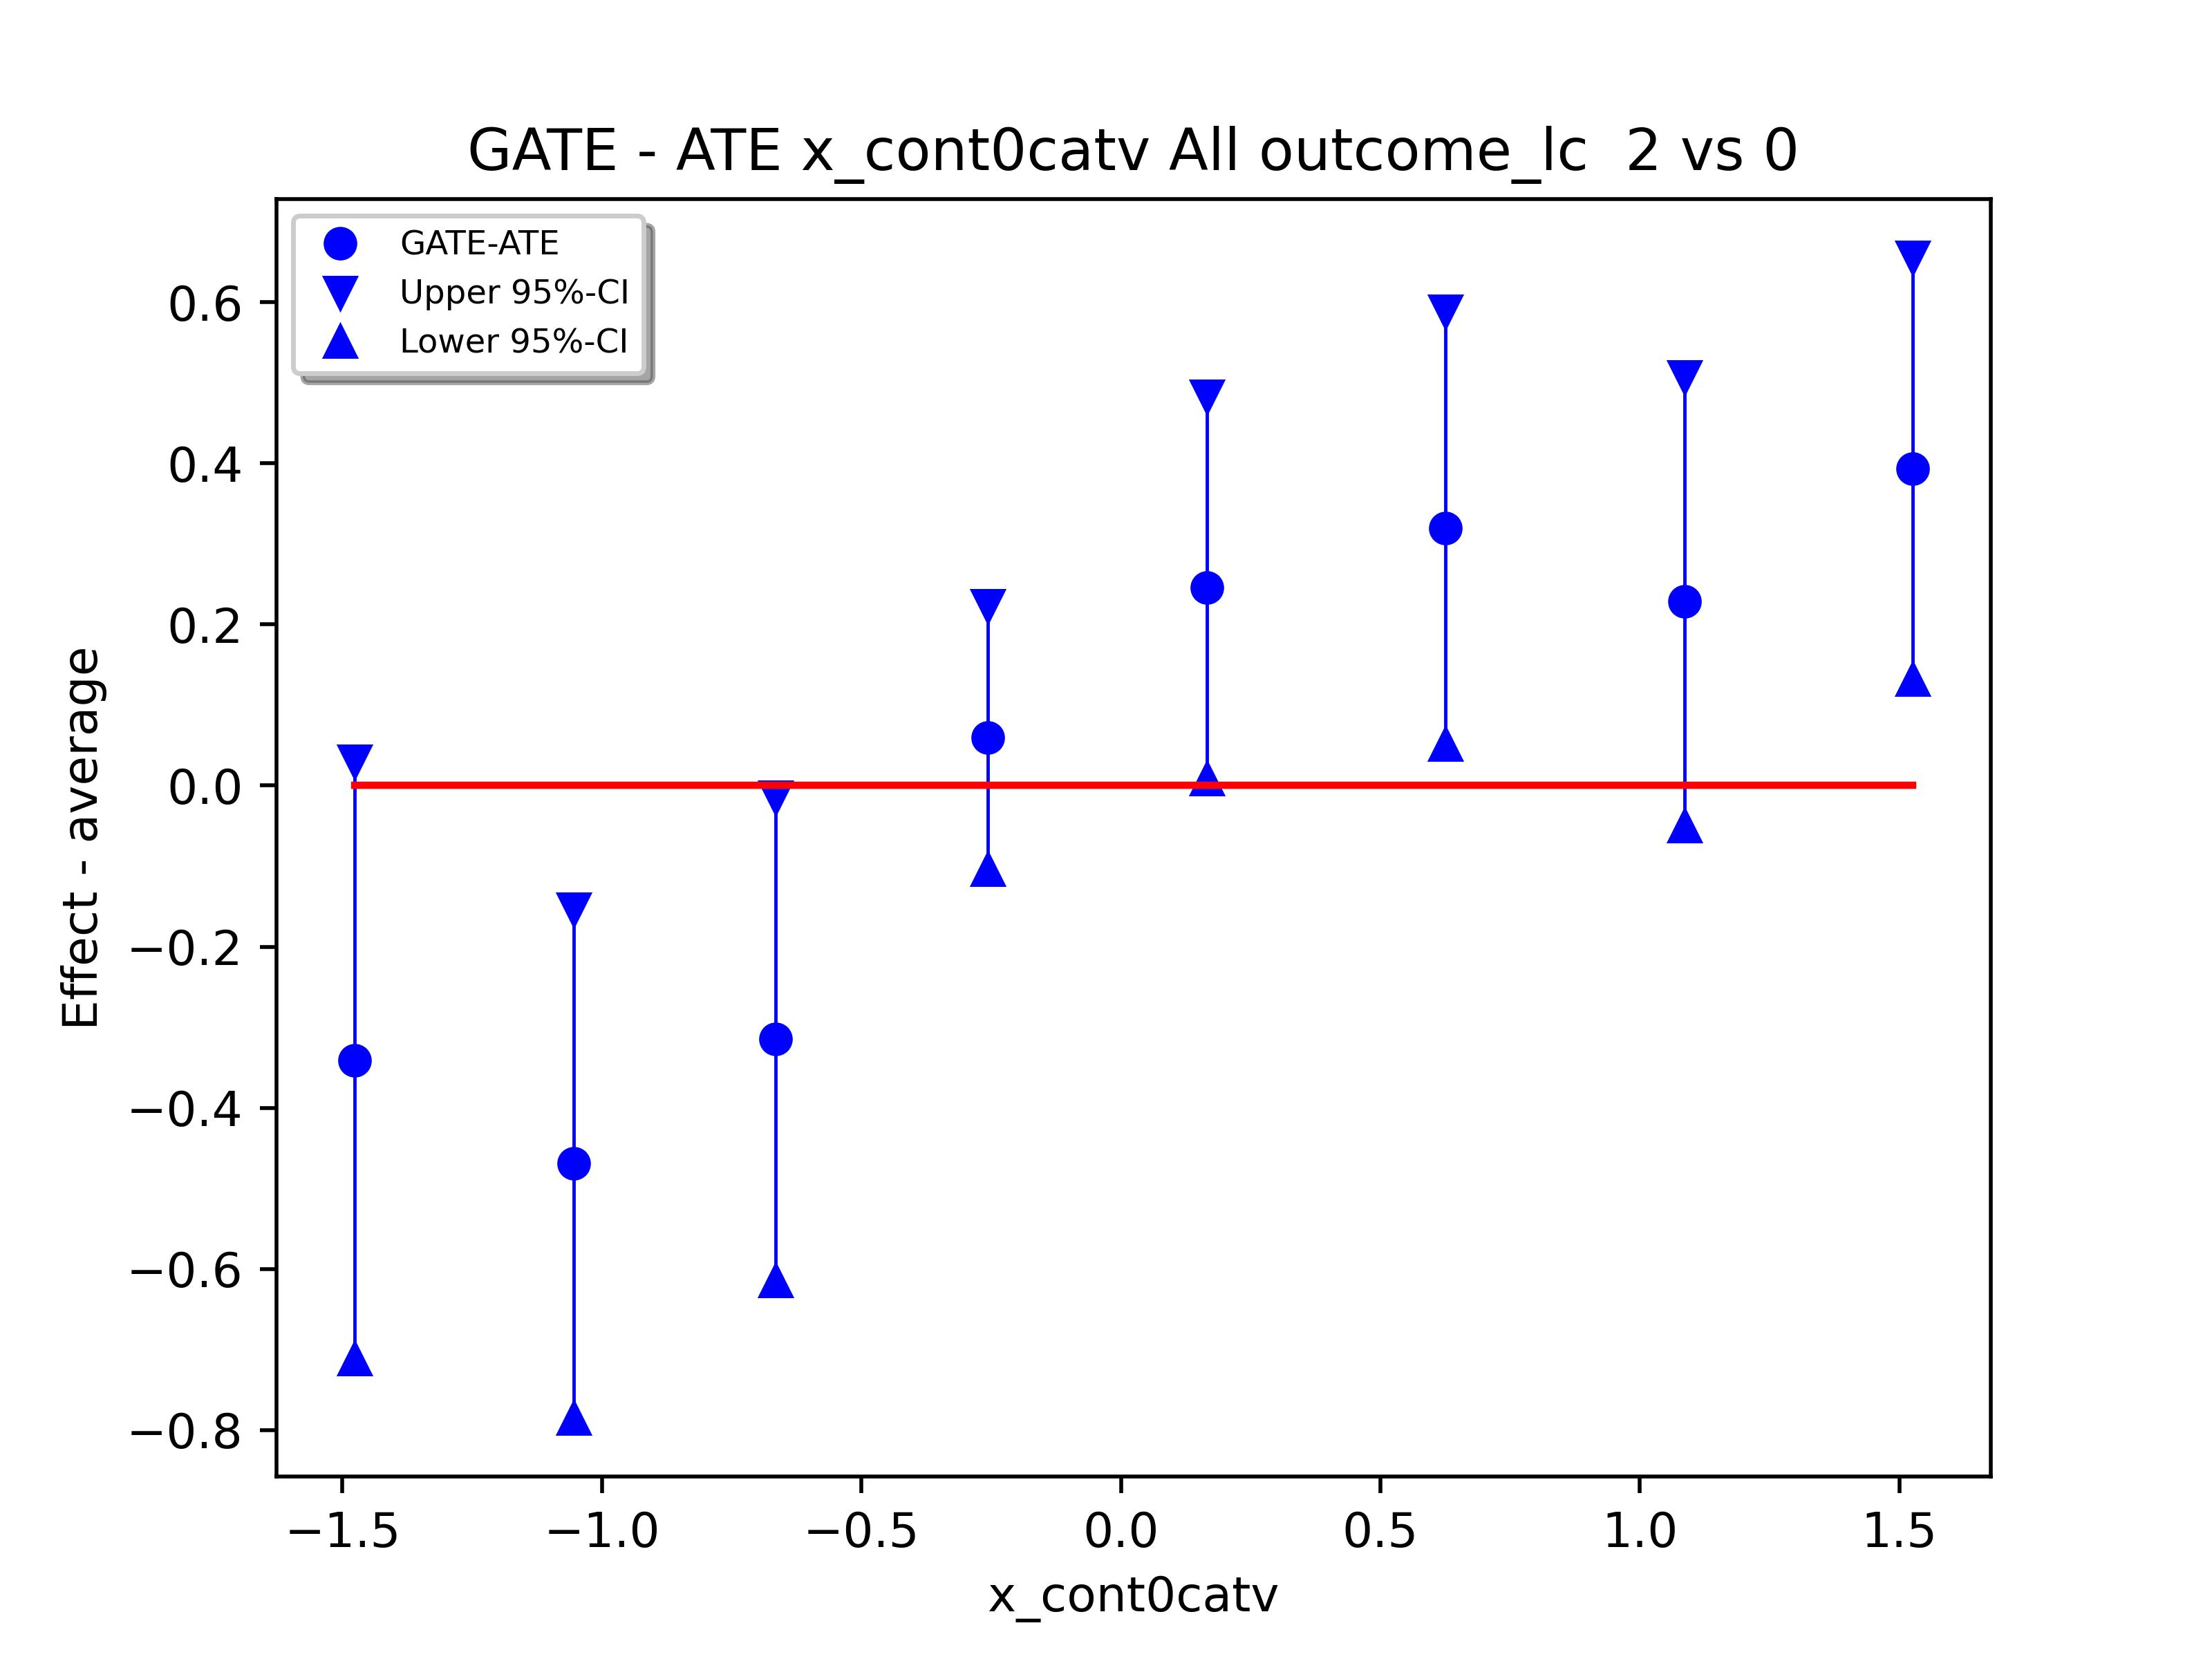 GATE - ATE x_cont0catv All outcome_lc  2 vs 0
GATE-ATE
Upper 95%-CI
Lower 95%-CI
Effect - average
0.6
0.4
0.2
0.0
−0.2
−0.4
−0.6
−0.8
−1.5 −1.0 −0.5 0.0 0.5 1.0 1.5
x_cont0catv